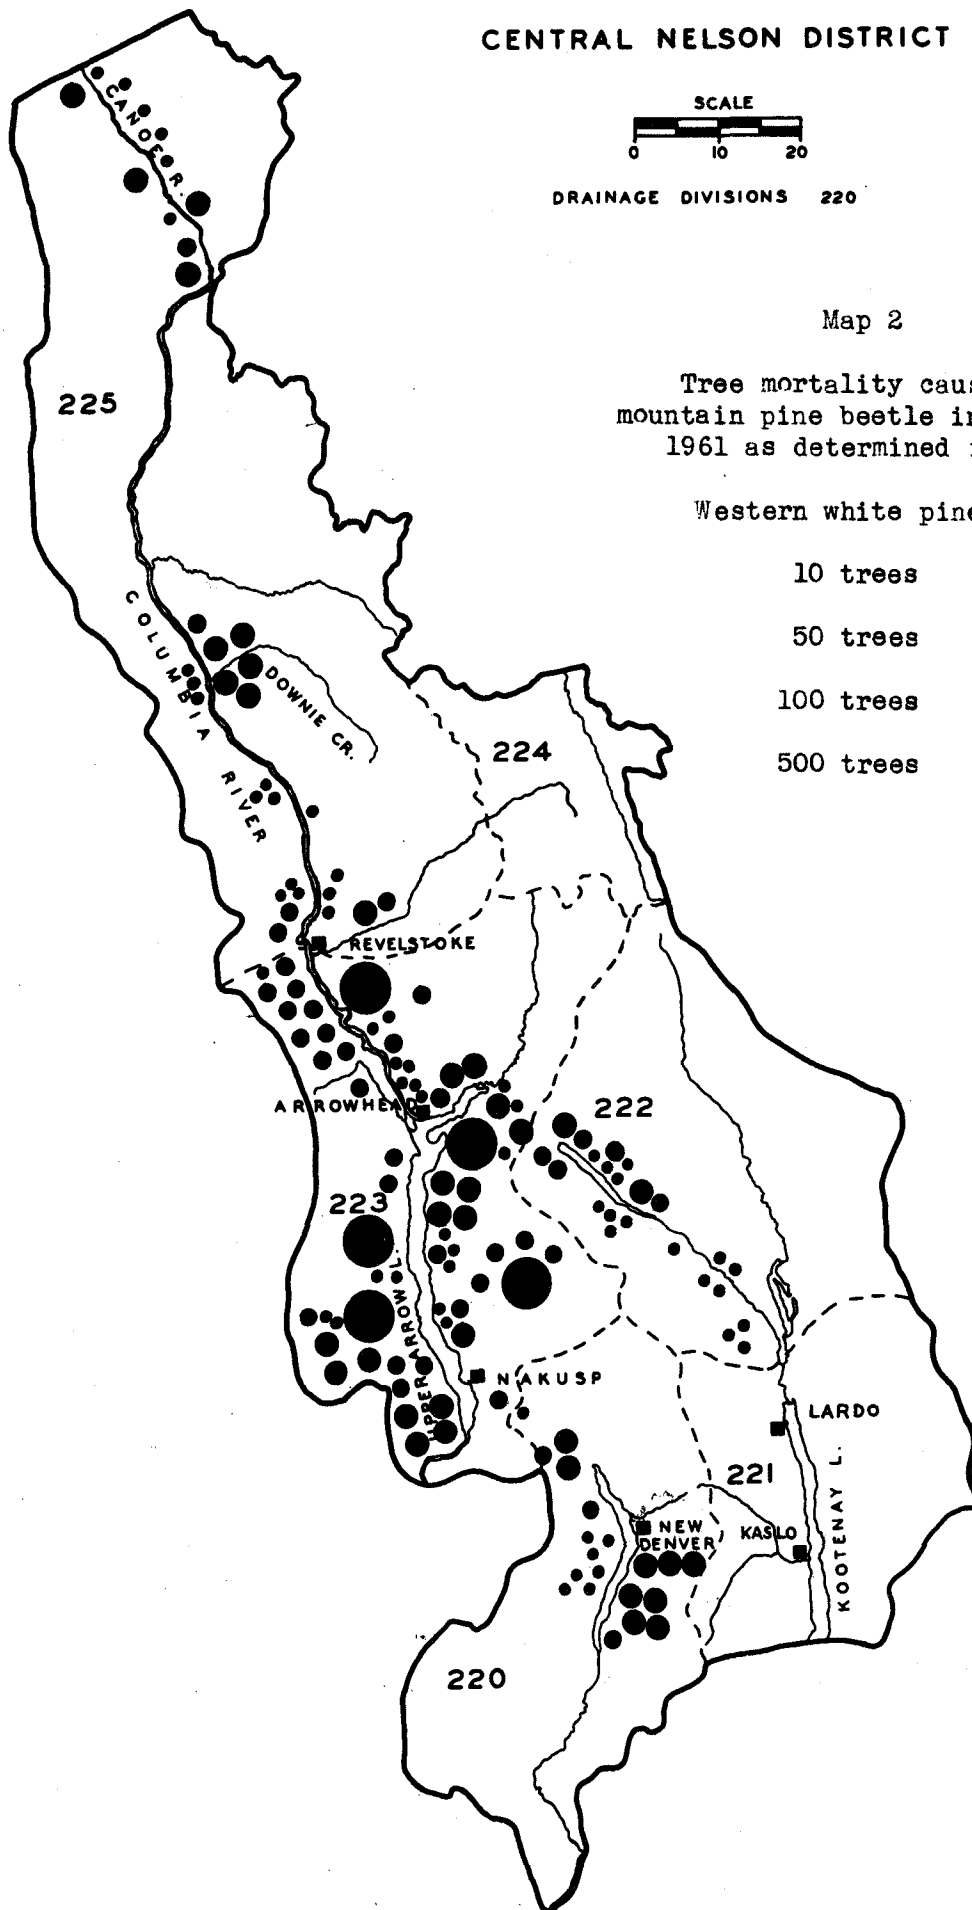 CENTRAL NELSON DISTRICT
SCALE
0 10 20
DRAINAGE DIVISIONS 220
Map 2
Tree mortality caus
mountain pine beetle in
1961 as determined
Western white pine
10 trees
50 trees
100 trees
500 trees
CANOE R.
225
COLUMBIA RIVER
DOWNIE CR.
224
REVELSTOKE
ARROWHEAD
222
223
UPPER ARROW L.
NAKUSP
LARDO
221
KOOTENAY L.
NEW
DENVER
KASLO
220